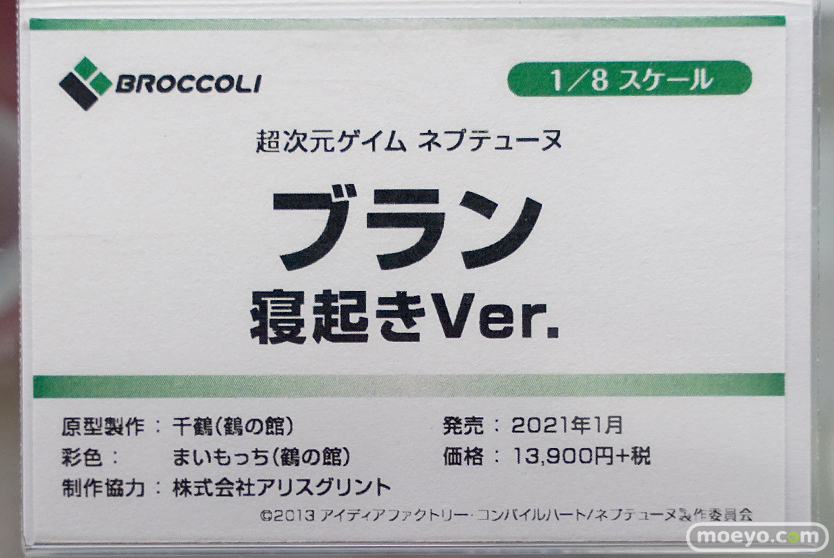 BROCCOLI
1/8 スケール
超次元ゲイム ネプテューヌ
ブラン
寝起きVer.
原型製作：千鶴(鶴の館)
発売：2021年1月
彩色：まいもっち(鶴の館)
価格：13,900円+税
制作協力：株式会社アリスグリント
©2013 アイディアファクトリー・コンパイルハート/ネプテューヌ製作委員会
moeyo.com